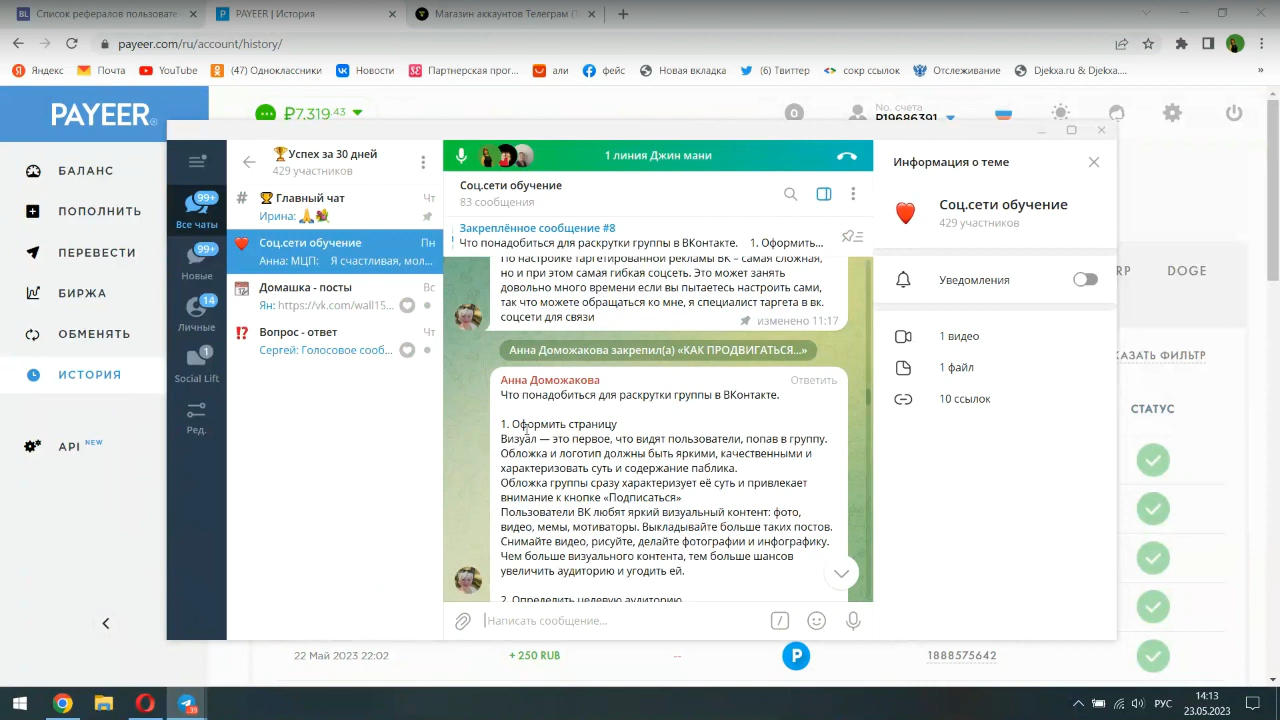 BL Список рефералов пользовате
P PAYEER | История
Магазин аккаунтов Телеграм (T
payeer.com/ru/account/history/
Яндекс
Почта
YouTube
(47) Одноклассники
Новости
Партнерская прог...
али
фейс
Новая вкладка
(6) Твиттер
сокр ссылок
Отслеживание
Djekxa.ru & Djekxa....
»
PAYEER®
₽7,319.43
0
No. счета
P19686391
БАЛАНС
ПОПОЛНИТЬ
ПЕРЕВЕСТИ
БИРЖА
ОБМЕНЯТЬ
ИСТОРИЯ
API NEW
99+
Все чаты
99+
Новые
14
Личные
1
Social Lift
Ред.
🏆Успех за 30 дней
429 участников
# 🏆 Главный чат Чт
Ирина: 🙏💐
Соц.сети обучение Пн
Анна: МЦП: Я счастливая, мол...
Домашка - посты Вс
Ян: https://vk.com/wall15...
Вопрос - ответ Чт
Сергей: Голосовое сооб...
1 линия Джин мани
Соц.сети обучение
83 сообщения
Закреплённое сообщение #8
Что понадобиться для раскрутки группы в ВКонтакте. 1. Оформить...
По настройке таргетированной рекламы ВК – самая сложная,
но и при этом самая гибкая соцсеть. Это может занять
довольно много времени если вы пытаетесь настроить сами,
так что можете обращаться ко мне, я специалист таргета в вк.
соцсети для связи
изменено 11:17
Анна Доможакова закрепил(а) «КАК ПРОДВИГАТЬСЯ...»
Анна Доможакова Ответить
Что понадобиться для раскрутки группы в ВКонтакте.
1. Оформить страницу
Визуал — это первое, что видят пользователи, попав в группу.
Обложка и логотип должны быть яркими, качественными и
характеризовать суть и содержание паблика.
Обложка группы сразу характеризует её суть и привлекает
внимание к кнопке «Подписаться»
Пользователи ВК любят яркий визуальный контент: фото,
видео, мемы, мотиваторы. Выкладывайте больше таких постов.
Снимайте видео, рисуйте, делайте фотографии и инфографику.
Чем больше визуального контента, тем больше шансов
увеличить аудиторию и угодить ей.
2. Определить целевую аудиторию
Написать сообщение...
Информация о теме
Соц.сети обучение
429 участников
Уведомления
1 видео
1 файл
10 ссылок
RP DOGE
КАЗАТЬ ФИЛЬТР
СТАТУС
22 Май 2023 22:02 + 250 RUB -- P 1888575642
39
РУС
14:13
23.05.2023